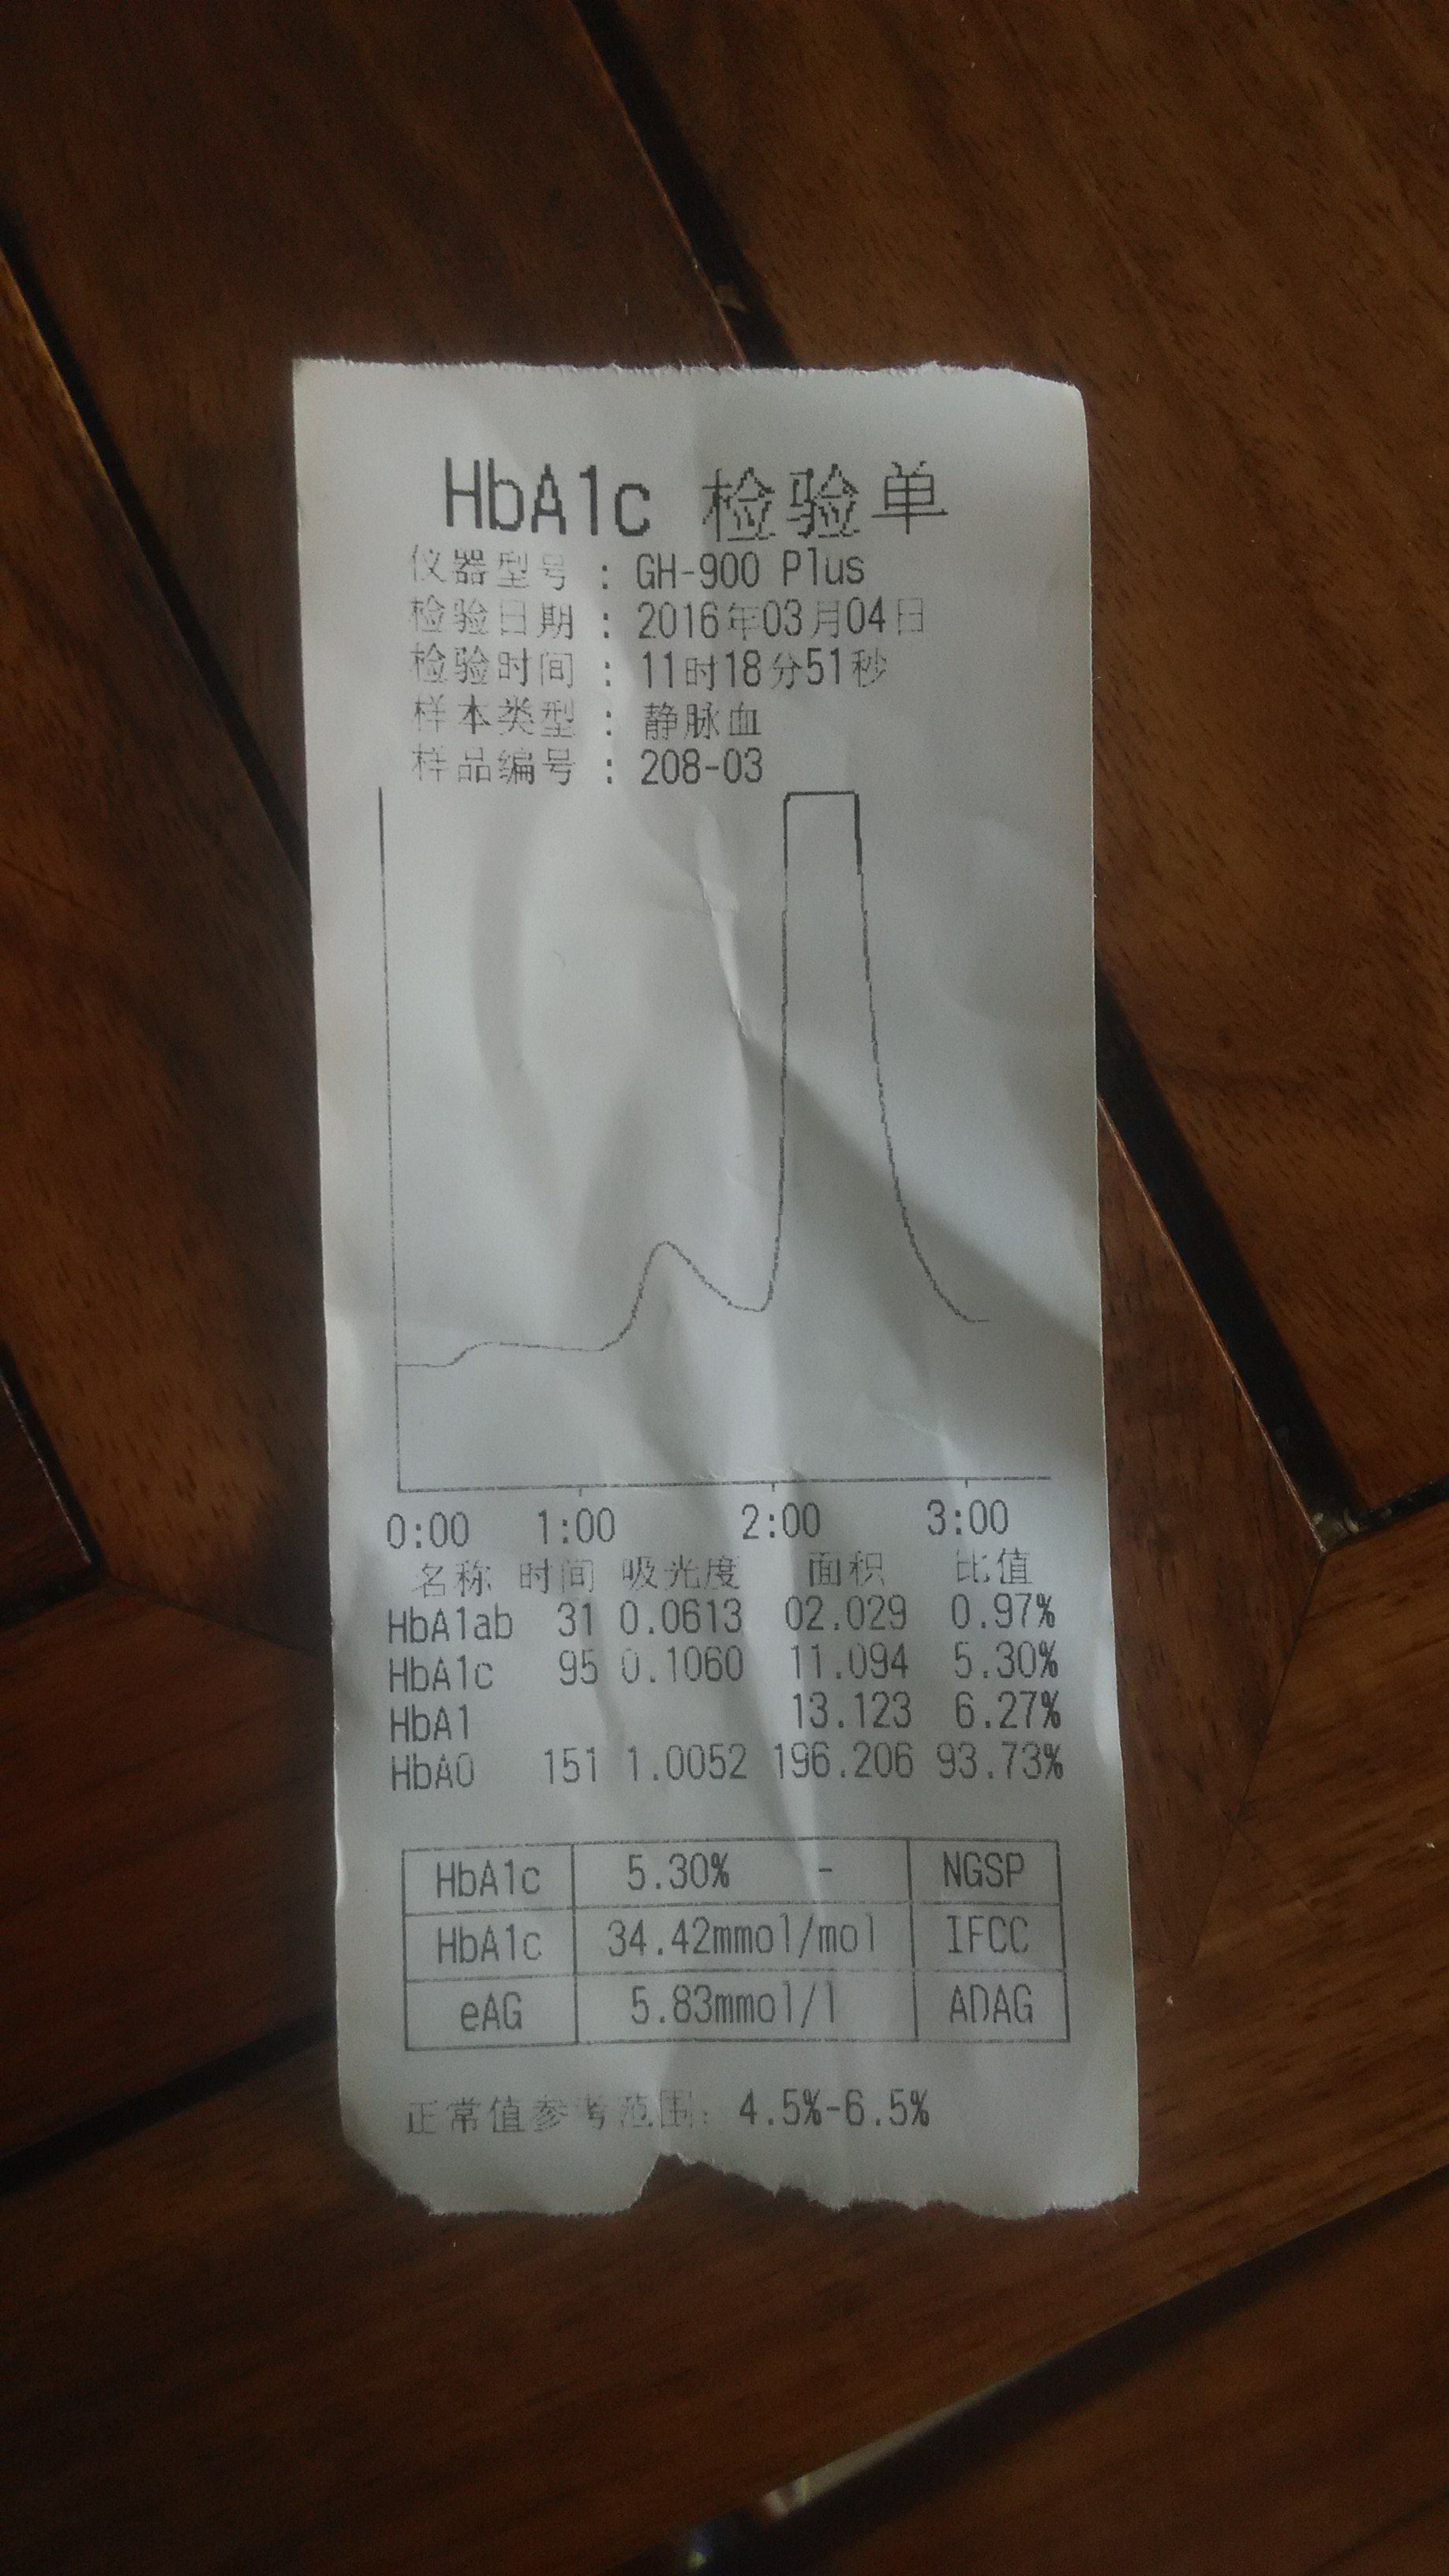 HbA1c 检验单
仪器型号 : GH-900 Plus
检验日期 : 2016年03月04日
检验时间 : 11时18分51秒
样本类型 : 静脉血
样品编号 : 208-03
0:00 1:00 2:00 3:00
名称 时间 吸光度 面积 比值
HbA1ab 31 0.0613 02.029 0.97%
HbA1c 95 0.1060 11.094 5.30%
HbA1 13.123 6.27%
HbA0 151 1.0052 196.206 93.73%
HbA1c 5.30% - NGSP
HbA1c 34.42mmol/mol IFCC
eAG 5.83mmol/l ADAG
正常值参考范围: 4.5%-6.5%